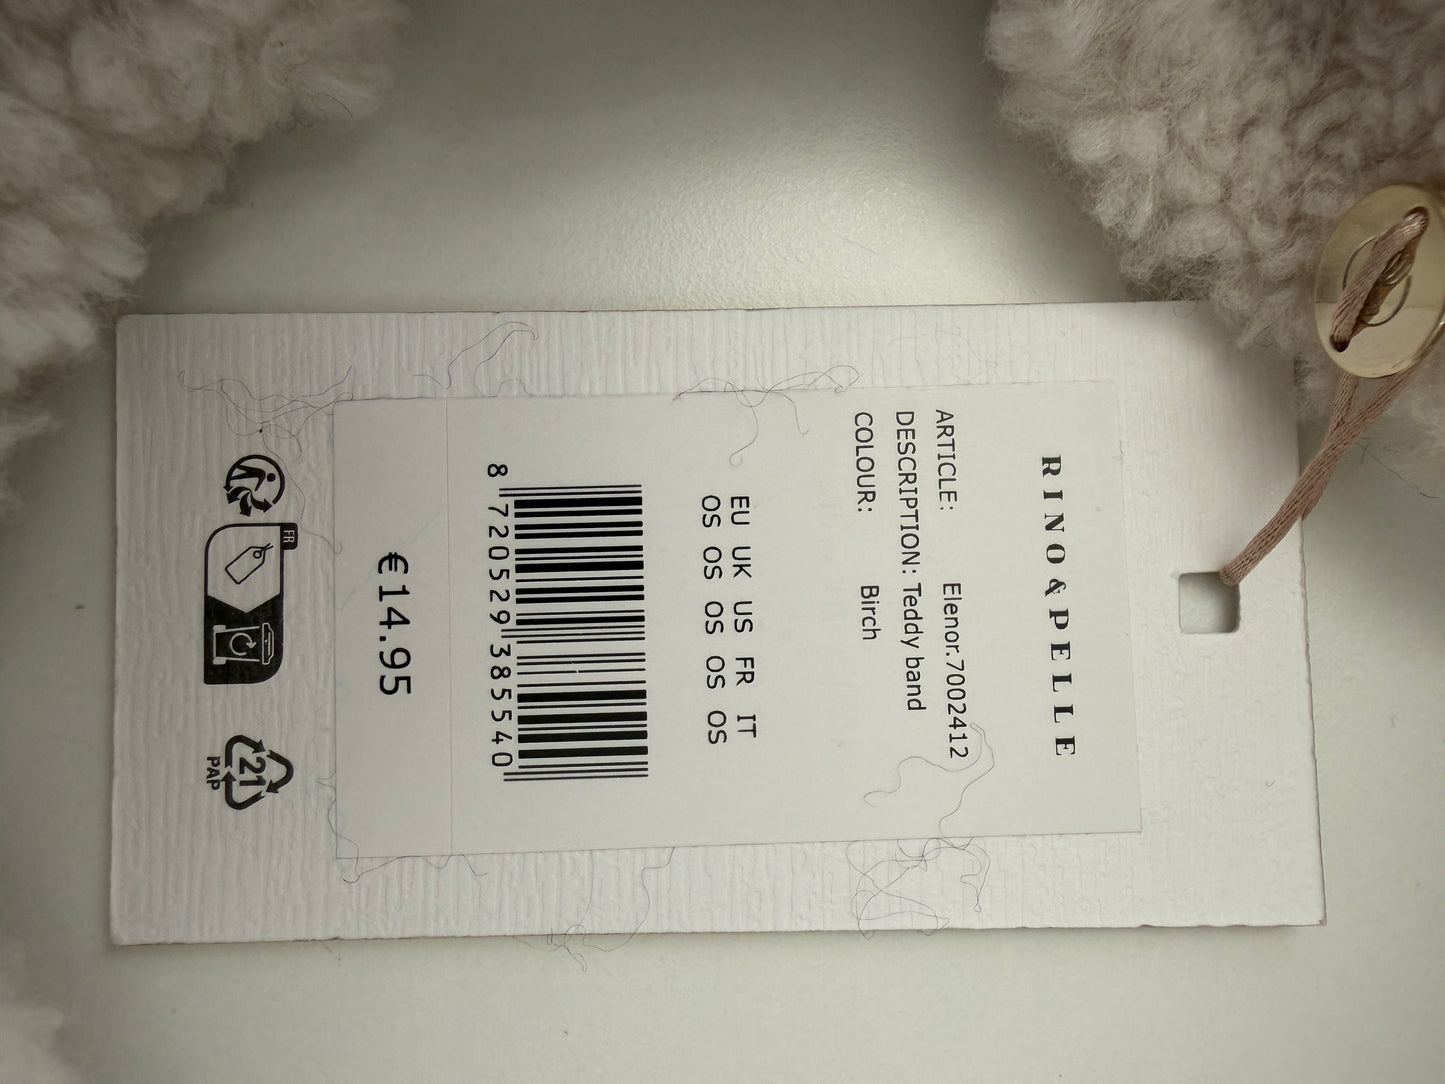 RINO&PELLE
ARTICLE: Elenor.7002412
DESCRIPTION: Teddy band
COLOUR: Birch
EU UK US FR IT
OS OS OS OS OS
8 720529 385540
€14.95
FR
21
PAP